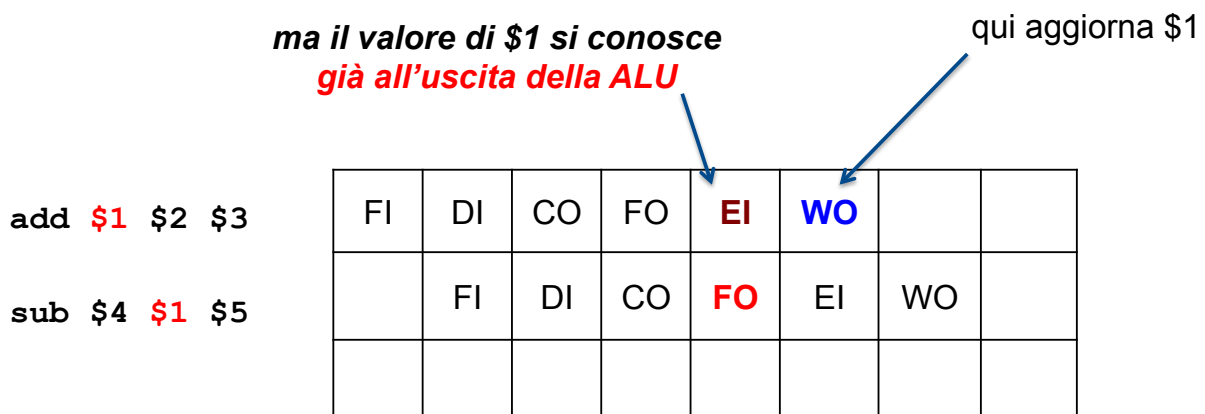 ma il valore di $1 si conosce
già all'uscita della ALU
qui aggiorna $1
add $1 $2 $3
FI DI CO FO EI WO
sub $4 $1 $5
FI DI CO FO EI WO